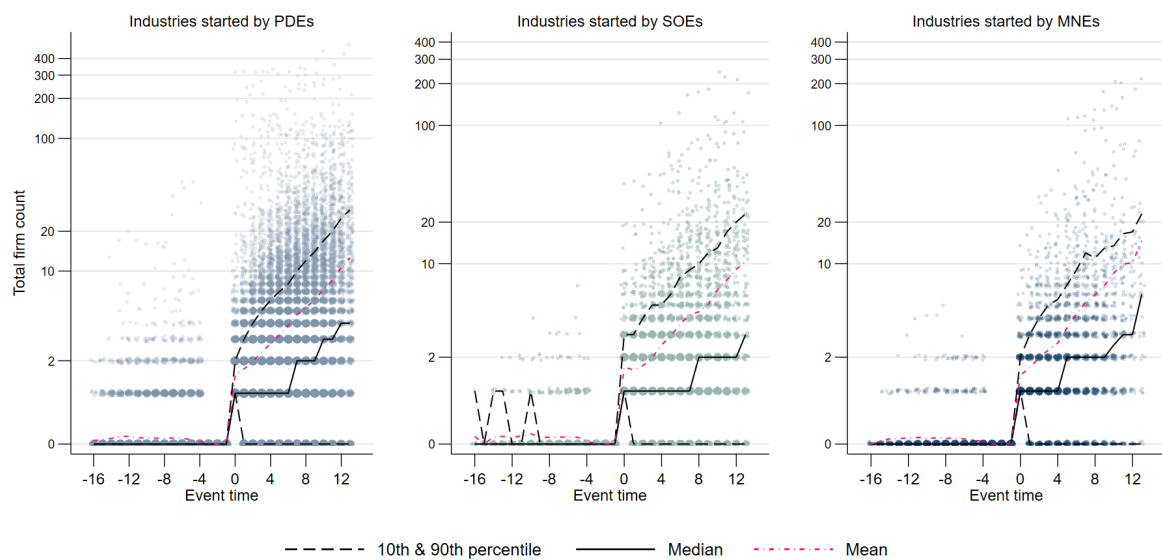 Industries started by PDEs
Industries started by SOEs
Industries started by MNEs
Total firm count
400
300
200
100
20
10
2
0
-16 -12 -8 -4 0 4 8 12
Event time
400
300
200
100
20
10
2
0
-16 -12 -8 -4 0 4 8 12
Event time
400
300
200
100
20
10
2
0
-16 -12 -8 -4 0 4 8 12
Event time
10th & 90th percentile Median Mean